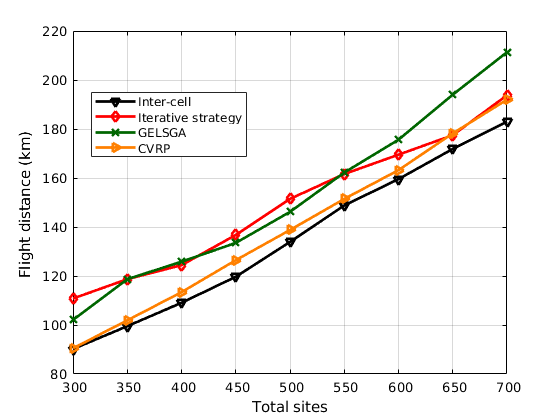 220
200
180
160
140
120
100
80
Flight distance (km)
Inter-cell
Iterative strategy
GELSGA
CVRP
300 350 400 450 500 550 600 650 700
Total sites